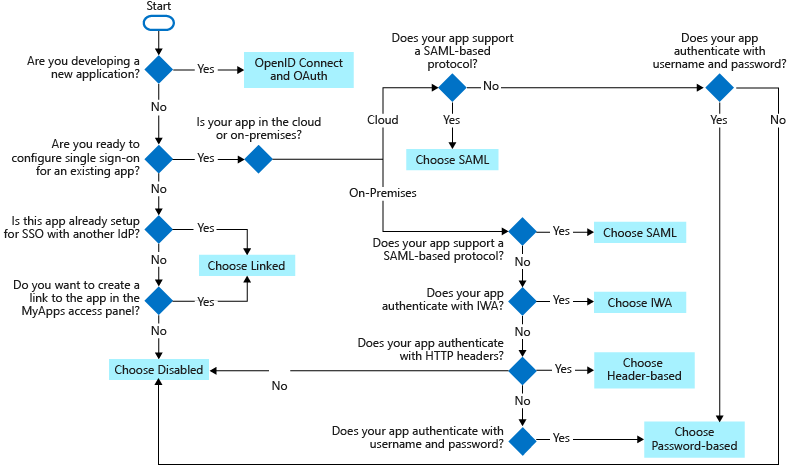 Start
Are you developing a
new application?
Yes
OpenID Connect
and OAuth
No
Are you ready to
configure single sign-on
for an existing app?
Yes
Is your app in the cloud
or on-premises?
No
Is this app already setup
for SSO with another IdP?
Yes
Choose Linked
No
Do you want to create a
link to the app in the
MyApps access panel?
Yes
No
Choose Disabled
Cloud
Does your app support
a SAML-based
protocol?
Yes
Choose SAML
No
Does your app
authenticate with
username and password?
Yes
No
On-Premises
Does your app support a
SAML-based protocol?
Yes
Choose SAML
No
Does your app
authenticate with IWA?
Yes
Choose IWA
No
Does your app authenticate
with HTTP headers?
Yes
Choose
Header-based
No
No
Does your app authenticate with
username and password?
Yes
Choose
Password-based